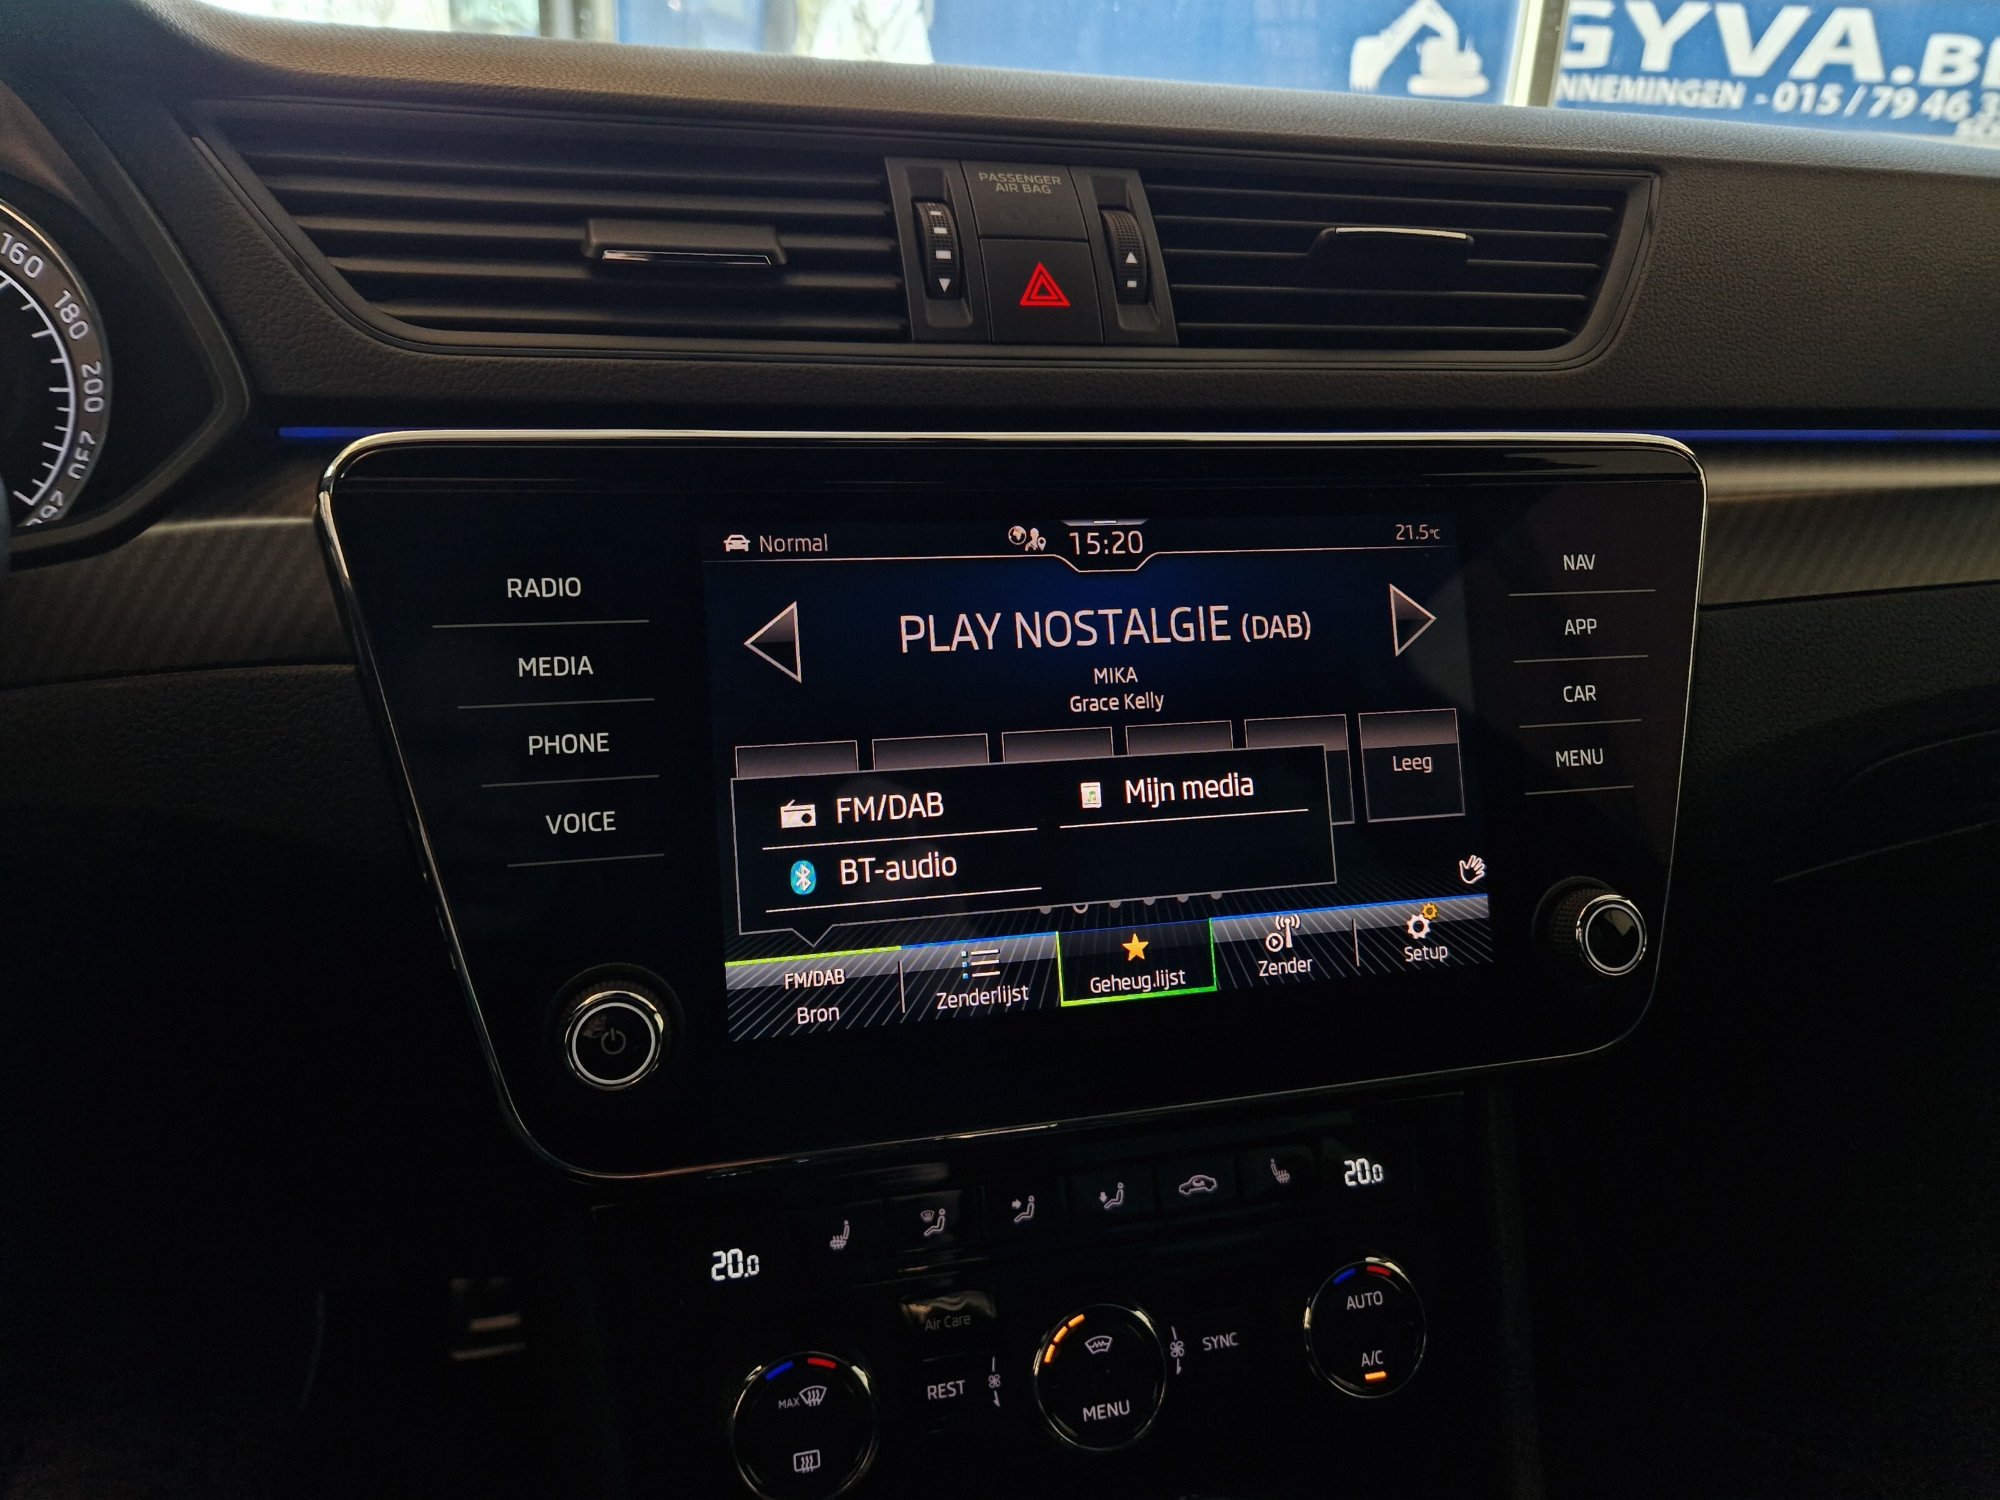 GYVA.BE
NNEMINGEN - 015 / 79 46 3
PASSENGER
AIR BAG
160
180
200
230
260
Normal
15:20
21.5°C
RADIO
MEDIA
PHONE
VOICE
NAV
APP
CAR
MENU
PLAY NOSTALGIE (DAB)
MIKA
Grace Kelly
Leeg
FM/DAB
Mijn media
BT-audio
FM/DAB
Bron
Zenderlijst
Geheug.lijst
Zender
Setup
20.0
20.0
Air Care
REST
MAX
MENU
SYNC
AUTO
A/C